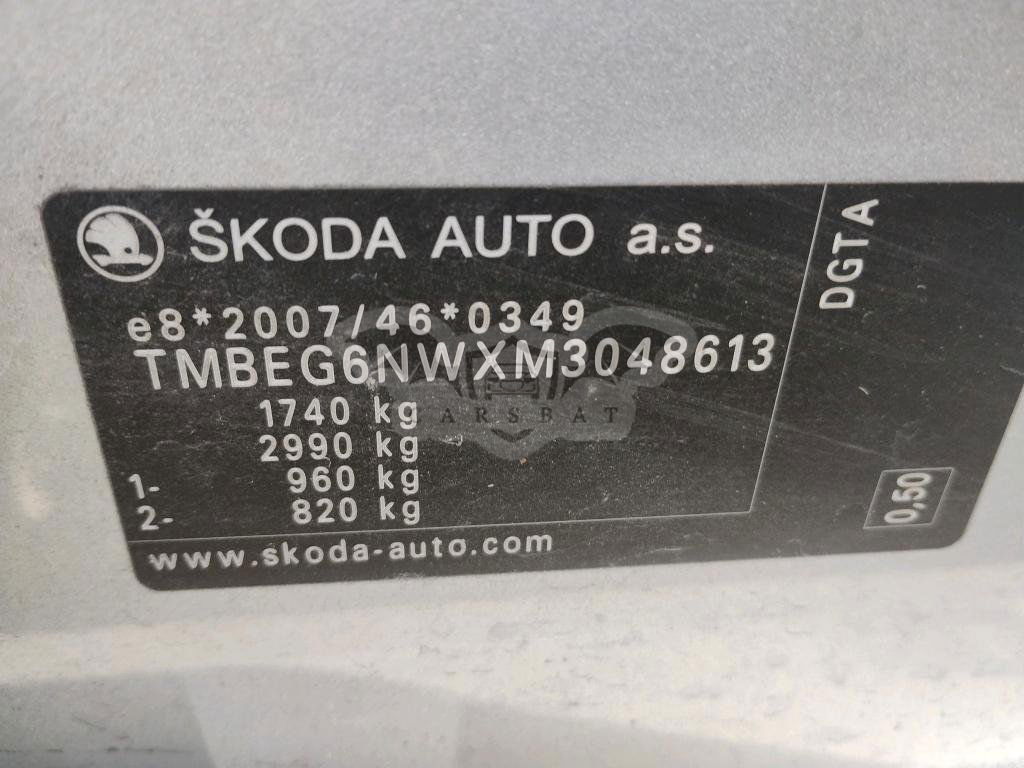 ŠKODA AUTO a.s.
e8*2007/46*0349
TMBEG6NWXM3048613
1740 kg
2990 kg
1- 960 kg
2- 820 kg
www.skoda-auto.com
DGTA
0,50
CARSBAT